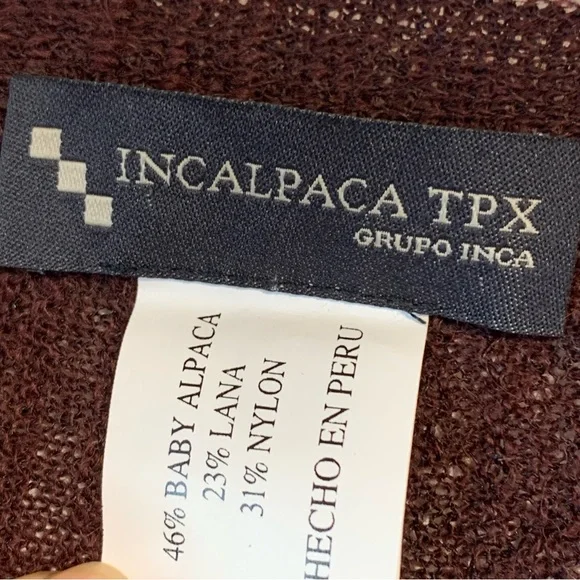 INCALPACA TPX
GRUPO INCA
46% BABY ALPACA
23% LANA
31% NYLON
HECHO EN PERU